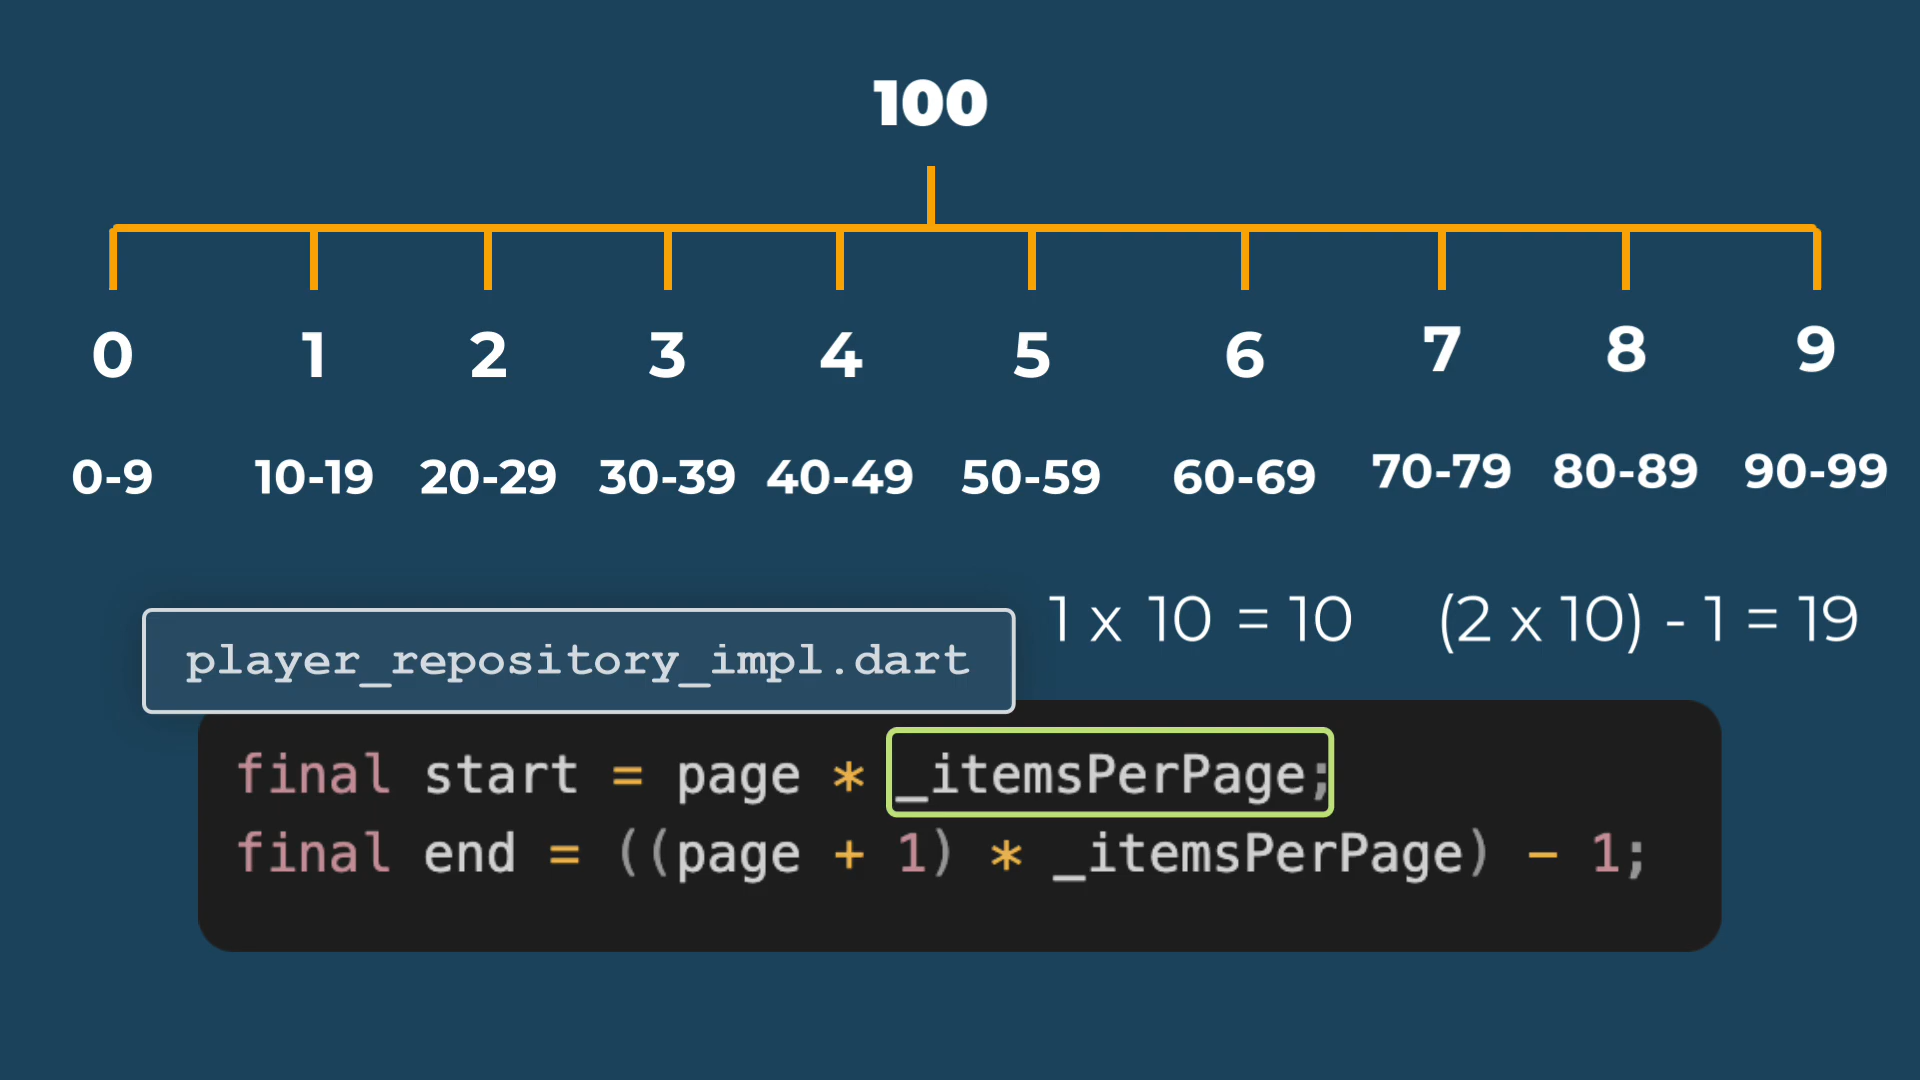 100
0 1 2 3 4 5 6 7 8 9
0-9 10-19 20-29 30-39 40-49 50-59 60-69 70-79 80-89 90-99
1 x 10 = 10 (2 x 10) - 1 = 19
player_repository_impl.dart
final start = page * _itemsPerPage;
final end = ((page + 1) * _itemsPerPage) - 1;